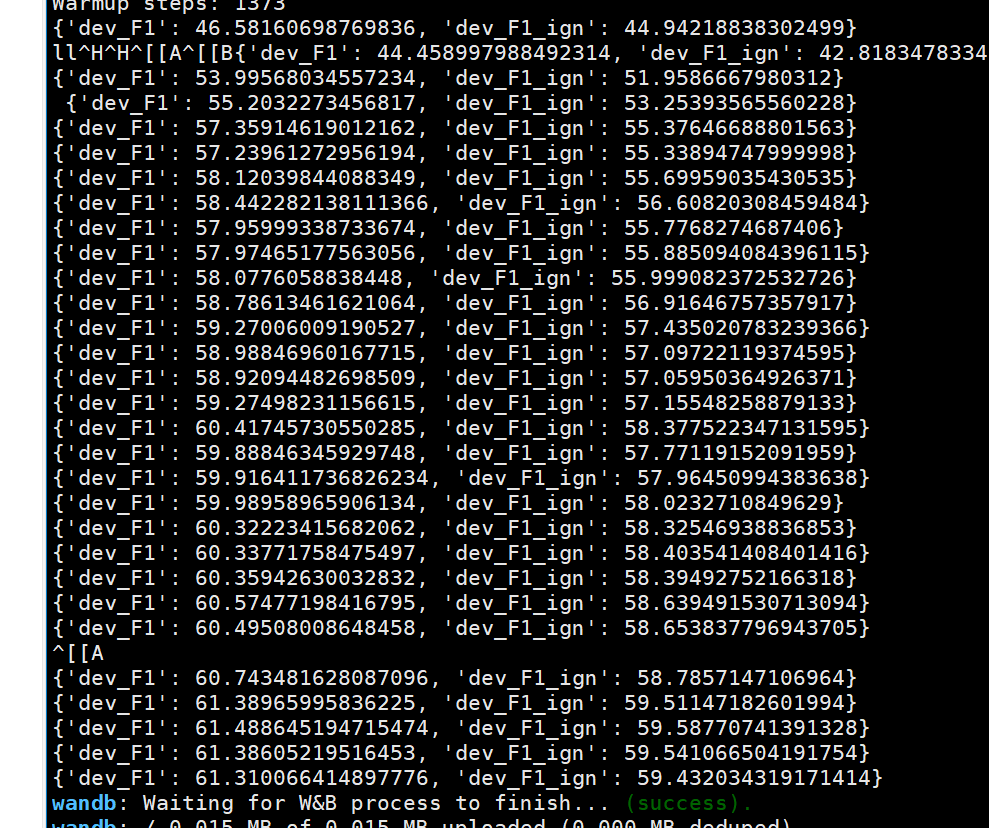 Warmup steps: 1373
{'dev_F1': 46.58160698769836, 'dev_F1_ign': 44.94218838302499}
ll^H^H^[[A^[[B{'dev_F1': 44.458997988492314, 'dev_F1_ign': 42.8183478334
{'dev_F1': 53.99568034557234, 'dev_F1_ign': 51.9586667980312}
 {'dev_F1': 55.2032273456817, 'dev_F1_ign': 53.25393565560228}
{'dev_F1': 57.35914619012162, 'dev_F1_ign': 55.37646688801563}
{'dev_F1': 57.23961272956194, 'dev_F1_ign': 55.33894747999998}
{'dev_F1': 58.12039844088349, 'dev_F1_ign': 55.69959035430535}
{'dev_F1': 58.442282138111366, 'dev_F1_ign': 56.60820308459484}
{'dev_F1': 57.95999338733674, 'dev_F1_ign': 55.7768274687406}
{'dev_F1': 57.97465177563056, 'dev_F1_ign': 55.885094084396115}
{'dev_F1': 58.0776058838448, 'dev_F1_ign': 55.999082372532726}
{'dev_F1': 58.78613461621064, 'dev_F1_ign': 56.91646757357917}
{'dev_F1': 59.27006009190527, 'dev_F1_ign': 57.435020783239366}
{'dev_F1': 58.98846960167715, 'dev_F1_ign': 57.09722119374595}
{'dev_F1': 58.92094482698509, 'dev_F1_ign': 57.05950364926371}
{'dev_F1': 59.27498231156615, 'dev_F1_ign': 57.15548258879133}
{'dev_F1': 60.41745730550285, 'dev_F1_ign': 58.377522347131595}
{'dev_F1': 59.88846345929748, 'dev_F1_ign': 57.77119152091959}
{'dev_F1': 59.916411736826234, 'dev_F1_ign': 57.96450994383638}
{'dev_F1': 59.98958965906134, 'dev_F1_ign': 58.0232710849629}
{'dev_F1': 60.32223415682062, 'dev_F1_ign': 58.32546938836853}
{'dev_F1': 60.33771758475497, 'dev_F1_ign': 58.403541408401416}
{'dev_F1': 60.35942630032832, 'dev_F1_ign': 58.39492752166318}
{'dev_F1': 60.57477198416795, 'dev_F1_ign': 58.639491530713094}
{'dev_F1': 60.49508008648458, 'dev_F1_ign': 58.653837796943705}
^[[A
{'dev_F1': 60.743481628087096, 'dev_F1_ign': 58.7857147106964}
{'dev_F1': 61.38965995836225, 'dev_F1_ign': 59.51147182601994}
{'dev_F1': 61.488645194715474, 'dev_F1_ign': 59.58770741391328}
{'dev_F1': 61.38605219516453, 'dev_F1_ign': 59.541066504191754}
{'dev_F1': 61.310066414897776, 'dev_F1_ign': 59.432034319171414}
wandb: Waiting for W&B process to finish... (success).
wandb: / 0.015 MB of 0.015 MB uploaded (0.000 MB deduped)